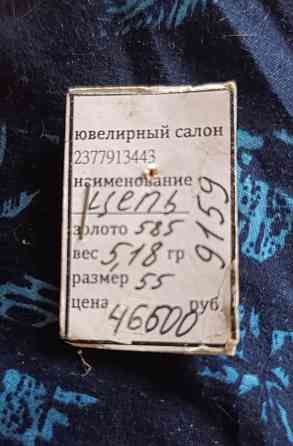 ювелирный салон
2377913443
наименование
цепь
золото 585
вес 5,18 гр
размер 55
цена 46600 руб.
9159